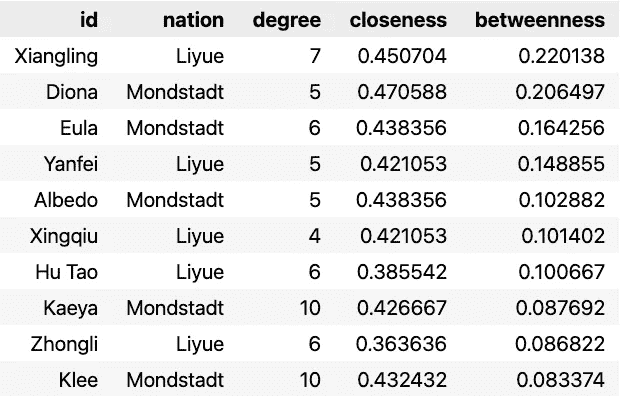 id nation degree closeness betweenness
Xiangling Liyue 7 0.450704 0.220138
Diona Mondstadt 5 0.470588 0.206497
Eula Mondstadt 6 0.438356 0.164256
Yanfei Liyue 5 0.421053 0.148855
Albedo Mondstadt 5 0.438356 0.102882
Xingqiu Liyue 4 0.421053 0.101402
Hu Tao Liyue 6 0.385542 0.100667
Kaeya Mondstadt 10 0.426667 0.087692
Zhongli Liyue 6 0.363636 0.086822
Klee Mondstadt 10 0.432432 0.083374